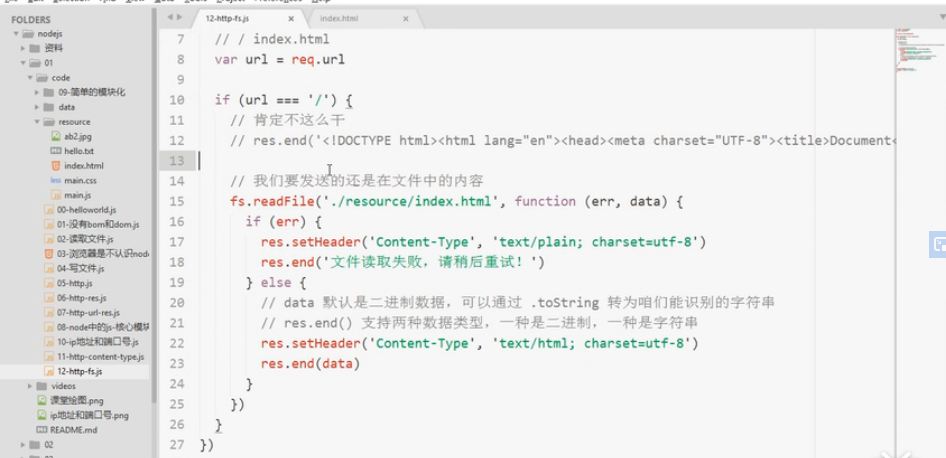 FOLDERS
nodejs
资料
01
code
09-简单的模块化
data
resource
ab2.jpg
hello.txt
index.html
main.css
main.js
00-helloworld.js
01-没有bom和dom.js
02-读取文件.js
03-浏览器是不认识node
04-写文件.js
05-http.js
06-http-res.js
07-http-url-res.js
08-node中的js-核心模块
10-ip地址和端口号.js
11-http-content-type.js
12-http-fs.js
videos
课堂绘图.png
ip地址和端口号.png
README.md
02
03
12-http-fs.js
index.html
7 // / index.html
8 var url = req.url
9
10 if (url === '/') {
11 // 肯定不这么干
12 // res.end('<!DOCTYPE html><html lang="en"><head><meta charset="UTF-8"><title>Document<
13
14 // 我们要发送的还是在文件中的内容
15 fs.readFile('./resource/index.html', function (err, data) {
16 if (err) {
17 res.setHeader('Content-Type', 'text/plain; charset=utf-8')
18 res.end('文件读取失败，请稍后重试！')
19 } else {
20 // data 默认是二进制数据，可以通过 .toString 转为咱们能识别的字符串
21 // res.end() 支持两种数据类型，一种是二进制，一种是字符串
22 res.setHeader('Content-Type', 'text/html; charset=utf-8')
23 res.end(data)
24 }
25 })
26 }
27 })